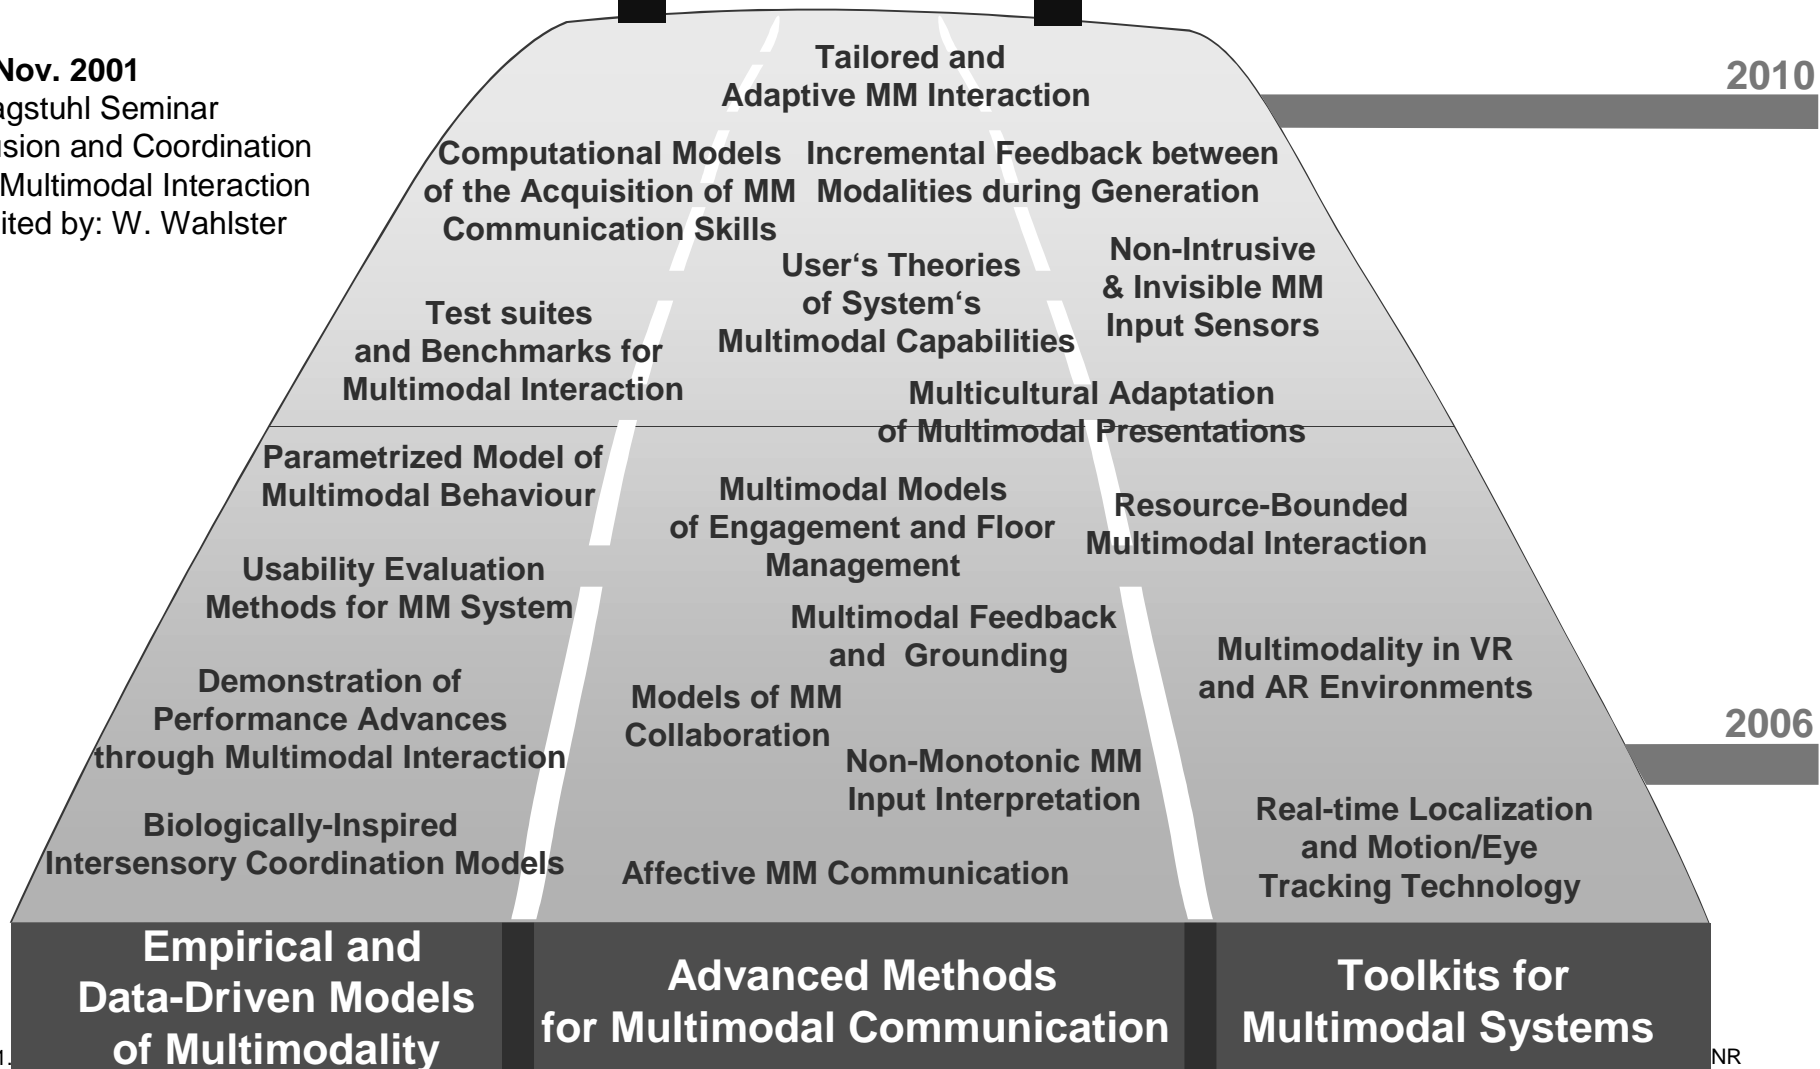 Nov. 2001
agstuhl Seminar
usion and Coordination
Multimodal Interaction
ited by: W. Wahlster
2010
Tailored and
Adaptive MM Interaction
Computational Models
of the Acquisition of MM
Communication Skills
Incremental Feedback between
Modalities during Generation
User‘s Theories
of System‘s
Multimodal Capabilities
Non-Intrusive
& Invisible MM
Input Sensors
Test suites
and Benchmarks for
Multimodal Interaction
Multicultural Adaptation
of Multimodal Presentations
Parametrized Model of
Multimodal Behaviour
Multimodal Models
of Engagement and Floor
Management
Resource-Bounded
Multimodal Interaction
Usability Evaluation
Methods for MM System
Multimodal Feedback
and Grounding
Multimodality in VR
and AR Environments
Demonstration of
Performance Advances
through Multimodal Interaction
Models of MM
Collaboration
2006
Non-Monotonic MM
Input Interpretation
Biologically-Inspired
Intersensory Coordination Models
Affective MM Communication
Real-time Localization
and Motion/Eye
Tracking Technology
Empirical and
Data-Driven Models
of Multimodality
Advanced Methods
for Multimodal Communication
Toolkits for
Multimodal Systems
NR